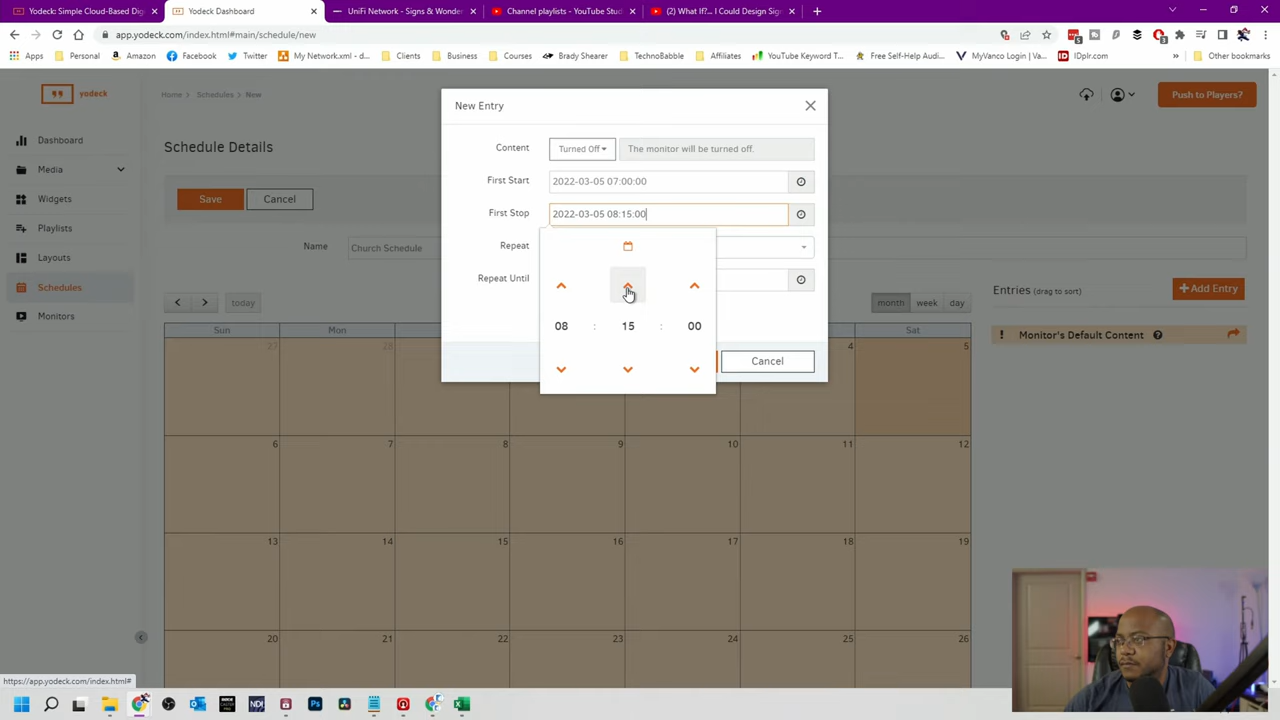 Yodeck: Simple Cloud-Based Dig
Yodeck Dashboard
UniFi Network - Signs & Wonder
Channel playlists - YouTube Stud
(2) What If?... I Could Design Sign
app.yodeck.com/index.html#main/schedule/new
Apps
Personal
Amazon
Facebook
Twitter
My Network.xml - d...
Clients
Business
Courses
Brady Shearer
TechnoBabble
Affiliates
YouTube Keyword T...
Free Self-Help Audi...
MyVanco Login | Va...
IDplr.com
»
Other bookmarks
yodeck
Home › Schedules › New
Push to Players?
Dashboard
Media
Widgets
Playlists
Layouts
Schedules
Monitors
Schedule Details
Save
Cancel
Name
Church Schedule
today
month
week
day
Entries (drag to sort)
+ Add Entry
Monitor's Default Content
New Entry
Content
Turned Off
The monitor will be turned off.
First Start
2022-03-05 07:00:00
First Stop
2022-03-05 08:15:00
Repeat
Repeat Until
08 : 15 : 00
Cancel
Sun
Mon
Sat
27
28
4
5
6
7
8
9
10
11
12
13
14
15
16
17
18
19
20
21
22
23
24
25
26
https://app.yodeck.com/index.html#